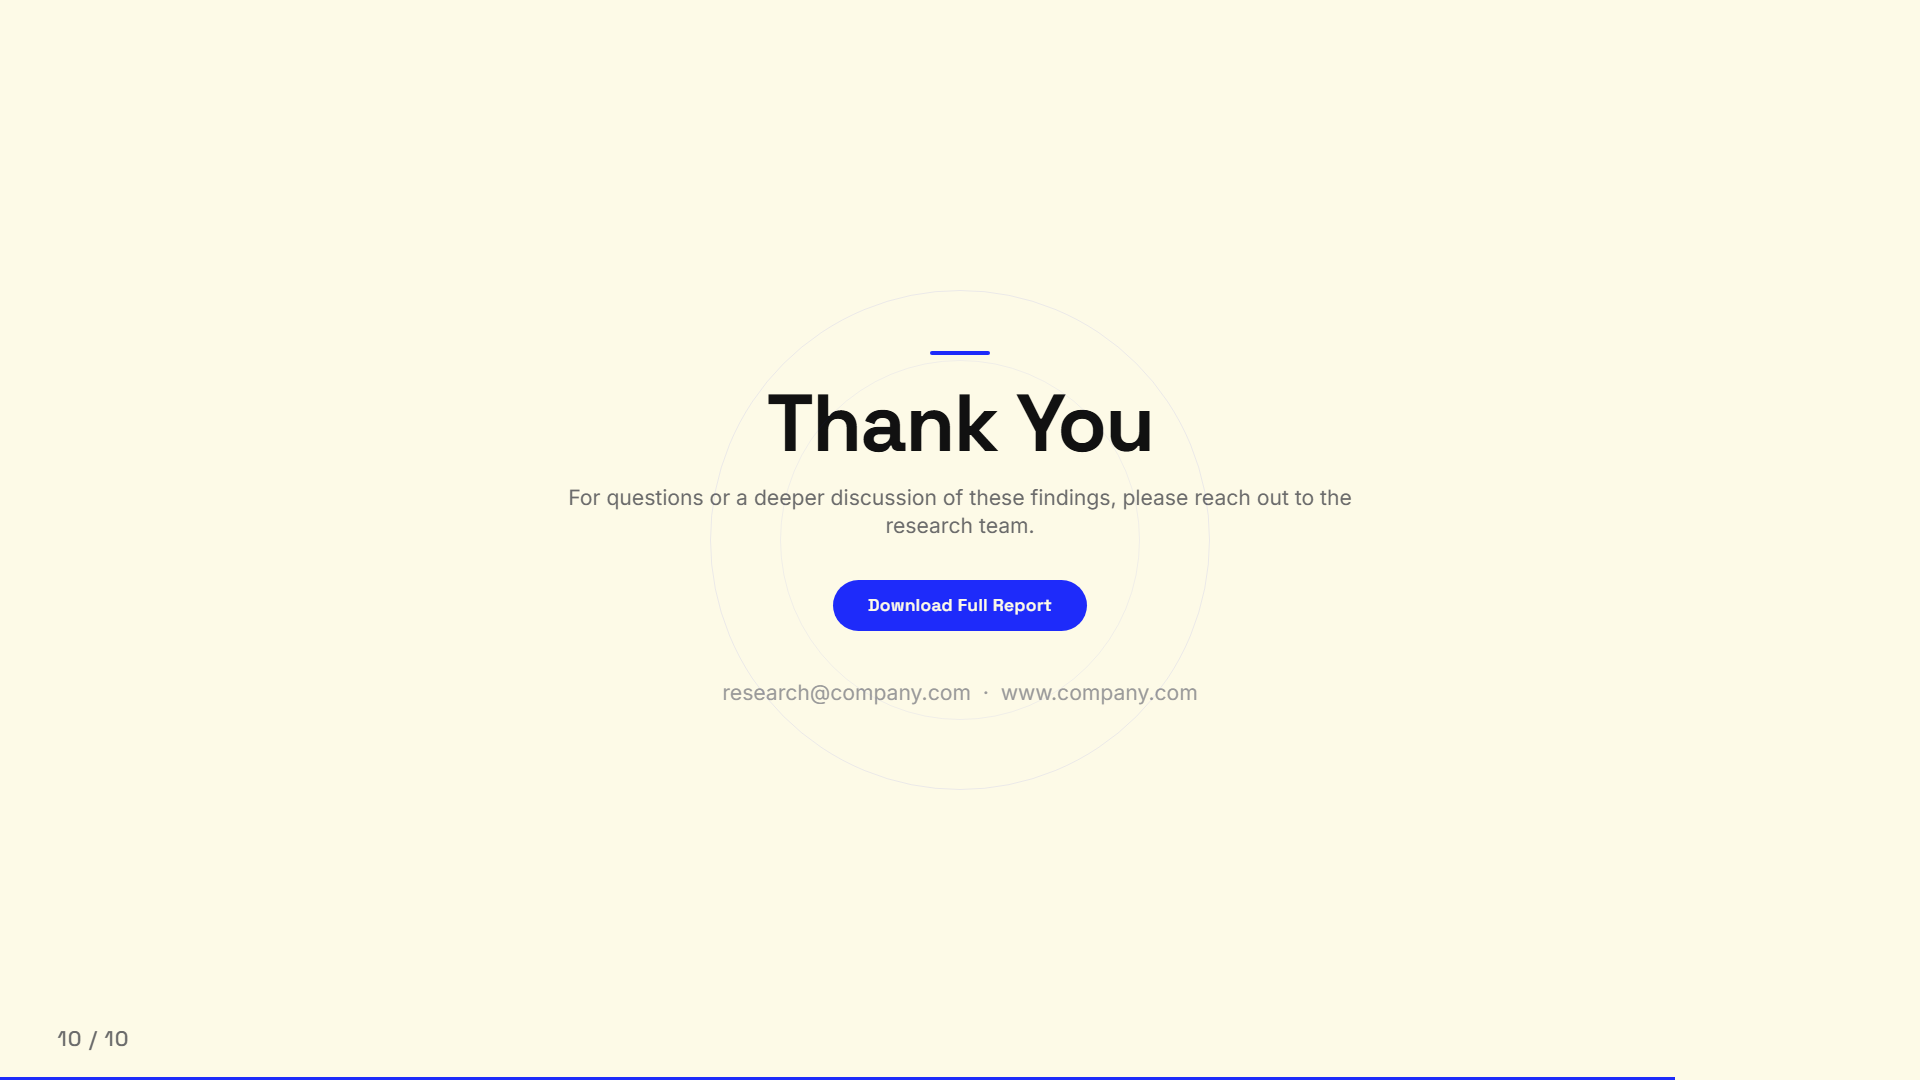 Thank You
For questions or a deeper discussion of these findings, please reach out to the
research team.
Download Full Report
research@company.com · www.company.com
10 / 10